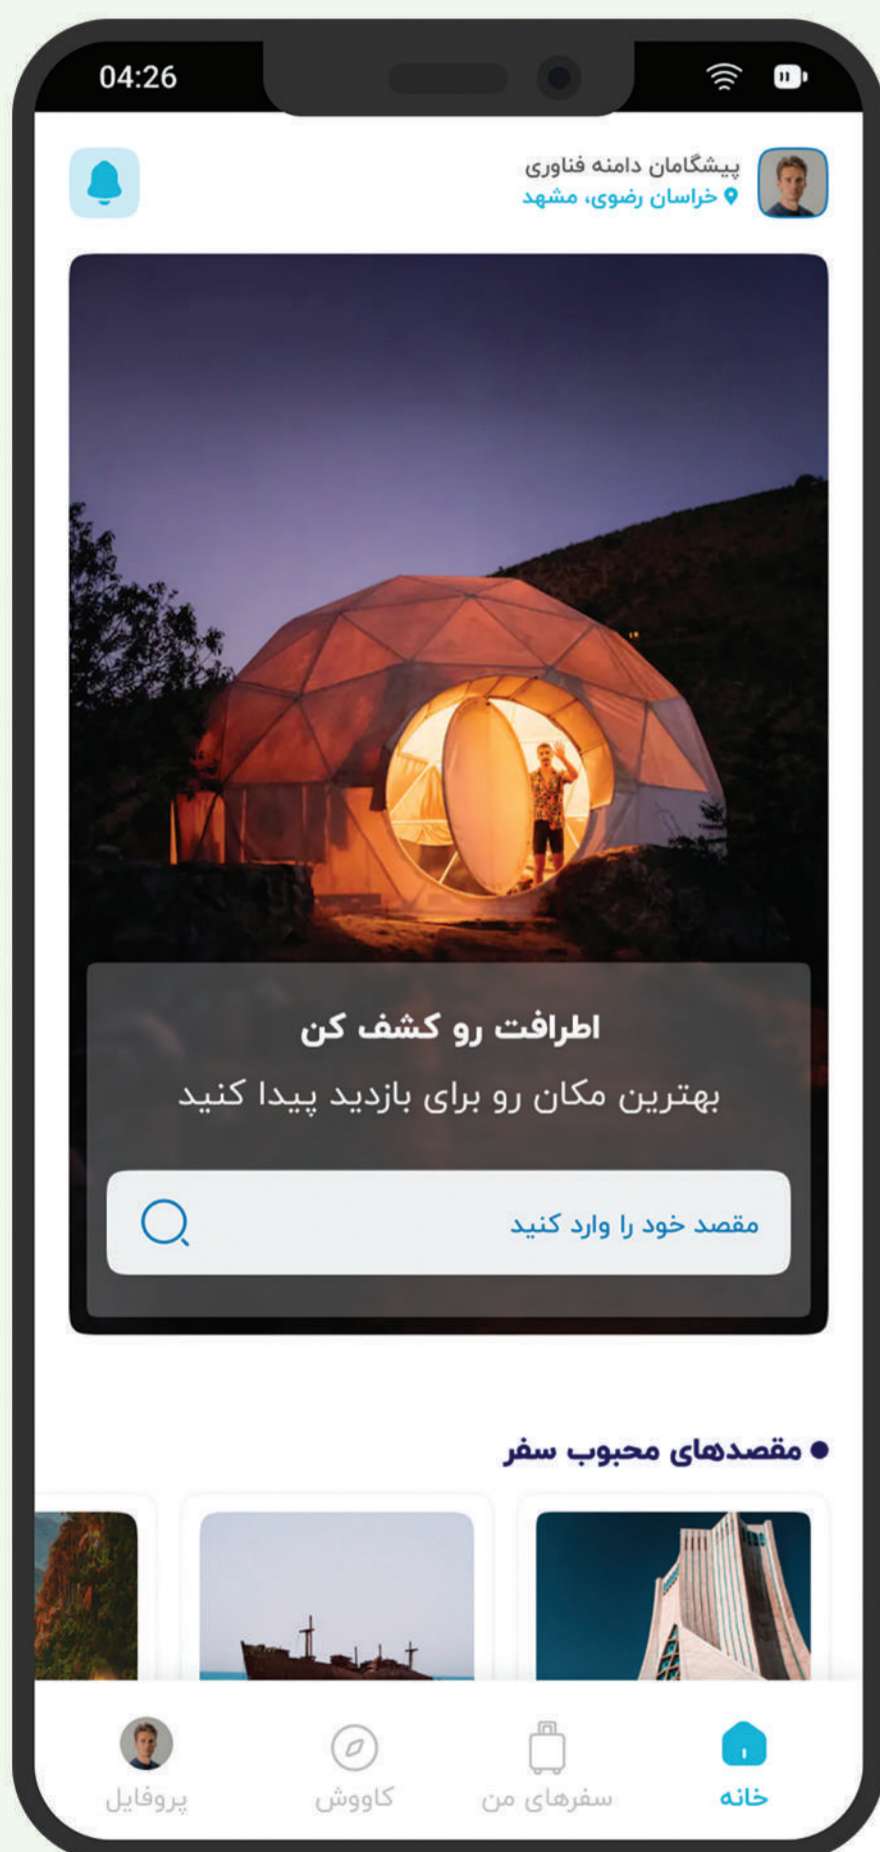 04:26
پیشگامان دامنه فناوری
خراسان رضوی، مشهد
اطرافت رو کشف کن
بهترین مکان رو برای بازدید پیدا کنید
مقصد خود را وارد کنید
مقصدهای محبوب سفر
خانه
سفرهای من
کاووش
پروفایل